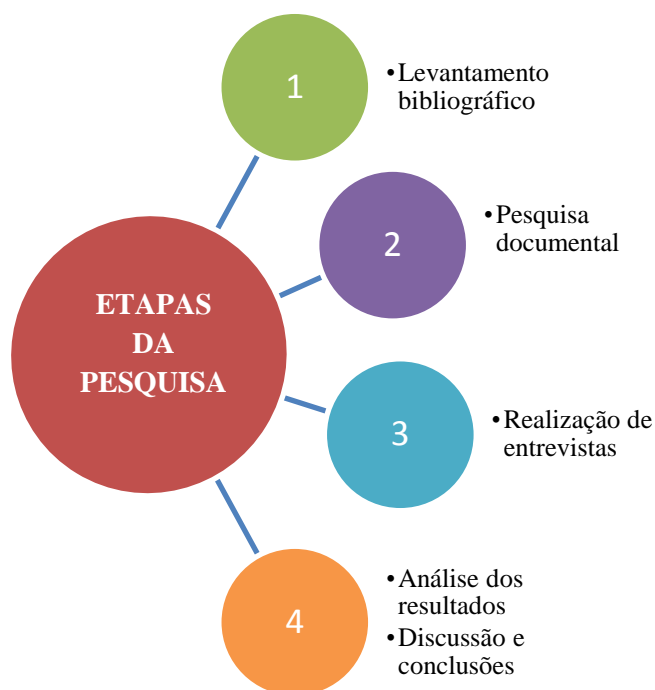 ETAPAS
DA
PESQUISA
1
•Levantamento
bibliográfico
2
•Pesquisa
documental
3
•Realização de
entrevistas
4
•Análise dos
resultados
•Discussão e
conclusões